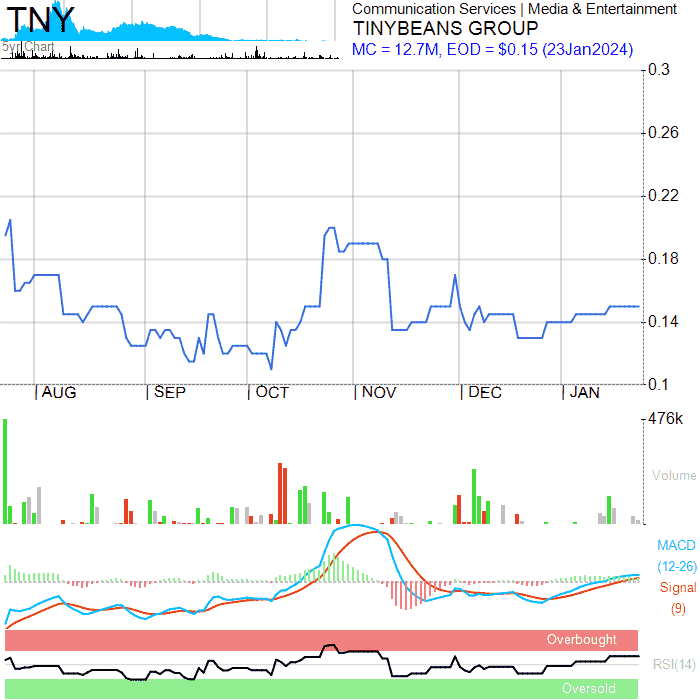 TNY
Communication Services | Media & Entertainment
TINYBEANS GROUP
5yr Chart
MC = 12.7M, EOD = $0.15 (23Jan2024)
0.3
0.26
0.22
0.18
0.14
0.1
AUG
SEP
OCT
NOV
DEC
JAN
476k
Volume
MACD
(12-26)
Signal
(9)
Overbought
RSI(14)
Oversold